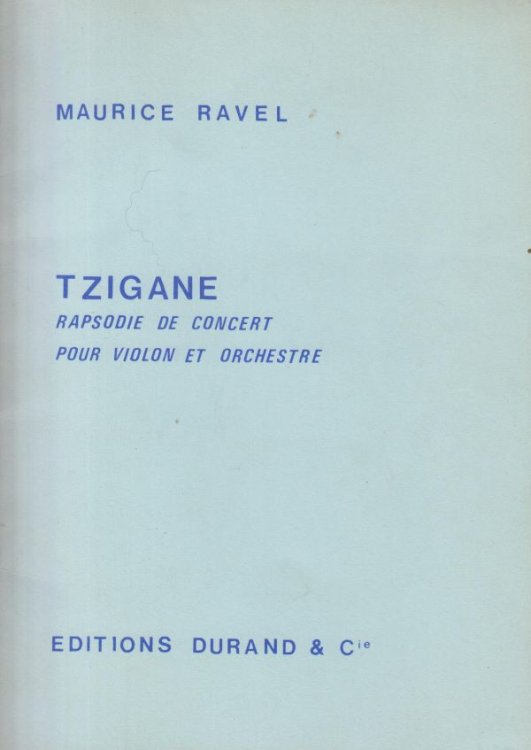 MAURICE RAVEL
TZIGANE
RAPSODIE DE CONCERT
POUR VIOLON ET ORCHESTRE
EDITIONS DURAND & Cie